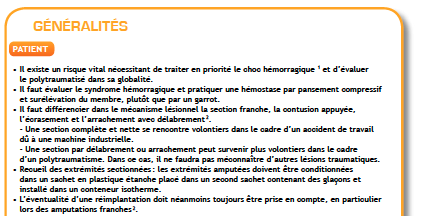 GÉNÉRALITÉS
PATIENT
• Il existe un risque vital nécessitant de traiter en priorité le choc hémorragique ¹ et d'évaluer
le polytraumatisé dans sa globalité.
• Il faut évaluer le syndrome hémorragique et pratiquer une hémostase par pansement compressif
et surélévation du membre, plutôt que par un garrot.
• Il faut différencier dans le mécanisme lésionnel la section franche, la contusion appuyée,
l'écrasement et l'arrachement avec délabrement².
- Une section complète et nette se rencontre volontiers dans le cadre d'un accident de travail
dû à une machine industrielle.
- Une section par délabrement ou arrachement peut survenir plus volontiers dans le cadre
d'un polytraumatisme. Dans ce cas, il ne faudra pas méconnaître d'autres lésions traumatiques.
• Recueil des extrémités sectionnées : les extrémités amputées doivent être conditionnées
dans un sachet en plastique étanche placé dans un second sachet contenant des glaçons et
installé dans un conteneur isotherme.
• L'éventualité d'une réimplantation doit néanmoins toujours être prise en compte, en particulier
lors des amputations franches³.